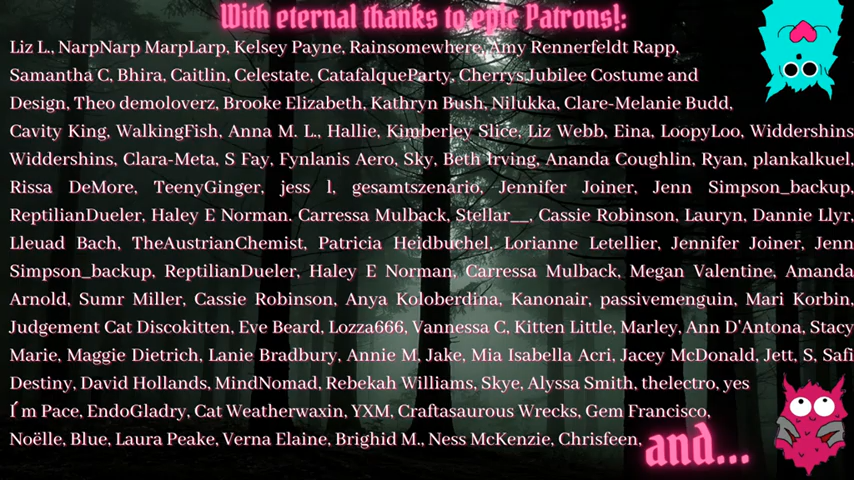 With eternal thanks to epic Patrons!:
Liz L., NarpNarp MarpLarp, Kelsey Payne, Rainsomewhere, Amy Rennerfeldt Rapp,
Samantha C, Bhira, Caitlin, Celestate, CatafalqueParty, CherrysJubilee Costume and
Design, Theo demoloverz, Brooke Elizabeth, Kathryn Bush, Nilukka, Clare-Melanie Budd,
Cavity King, WalkingFish, Anna M. L., Hallie, Kimberley Slice, Liz Webb, Eina, LoopyLoo, Widdershins
Widdershins, Clara-Meta, S Fay, Fynlanis Aero, Sky, Beth Irving, Ananda Coughlin, Ryan, plankalkuel,
Rissa DeMore, TeenyGinger, jess l, gesamtszenario, Jennifer Joiner, Jenn Simpson_backup,
ReptilianDueler, Haley E Norman. Carressa Mulback, Stellar__, Cassie Robinson, Lauryn, Dannie Llyr,
Lleuad Bach, TheAustrianChemist, Patricia Heidbuchel, Lorianne Letellier, Jennifer Joiner, Jenn
Simpson_backup, ReptilianDueler, Haley E Norman, Carressa Mulback, Megan Valentine, Amanda
Arnold, Sumr Miller, Cassie Robinson, Anya Koloberdina, Kanonair, passivemenguin, Mari Korbin,
Judgement Cat Discokitten, Eve Beard, Lozza666, Vannessa C, Kitten Little, Marley, Ann D'Antona, Stacy
Marie, Maggie Dietrich, Lanie Bradbury, Annie M, Jake, Mia Isabella Acri, Jacey McDonald, Jett, S, Safi
Destiny, David Hollands, MindNomad, Rebekah Williams, Skye, Alyssa Smith, thelectro, yes
I´m Pace, EndoGladry, Cat Weatherwaxin, YXM, Craftasaurous Wrecks, Gem Francisco,
Noëlle, Blue, Laura Peake, Verna Elaine, Brighid M., Ness McKenzie, Chrisfeen,
and...